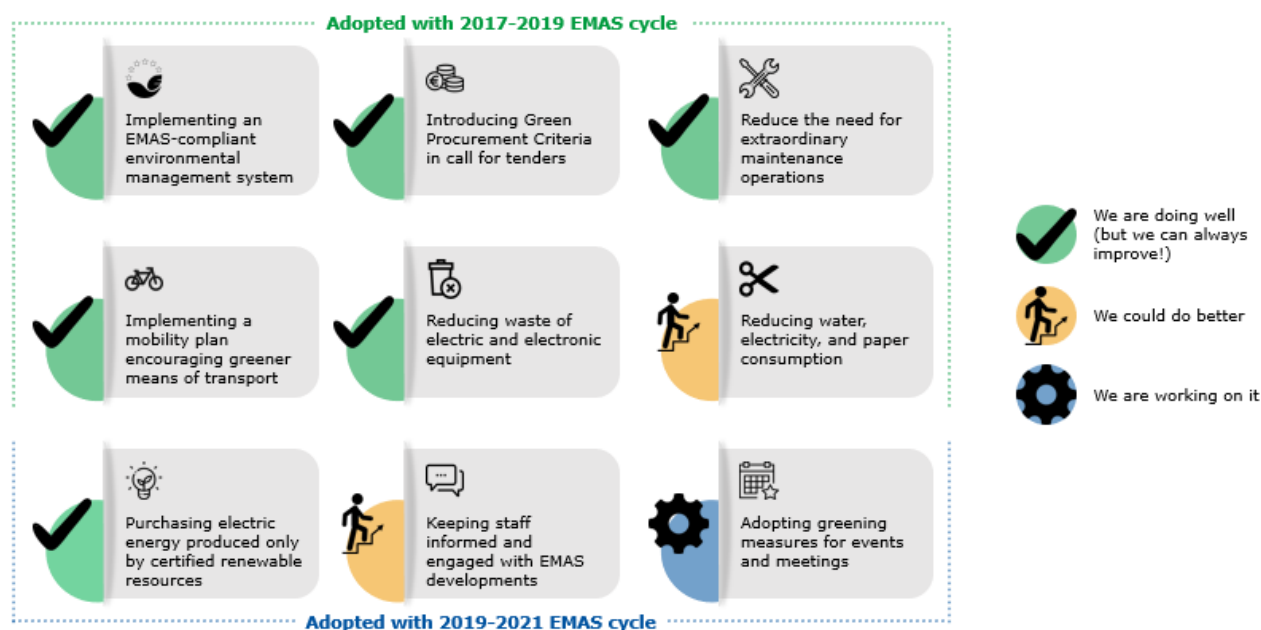 Adopted with 2017-2019 EMAS cycle
Implementing an
EMAS-compliant
environmental
management system
Introducing Green
Procurement Criteria
in call for tenders
Reduce the need for
extraordinary
maintenance
operations
Implementing a
mobility plan
encouraging greener
means of transport
Reducing waste of
electric and electronic
equipment
Reducing water,
electricity, and paper
consumption
Purchasing electric
energy produced only
by certified renewable
resources
Keeping staff
informed and
engaged with EMAS
developments
Adopting greening
measures for events
and meetings
Adopted with 2019-2021 EMAS cycle
We are doing well
(but we can always
improve!)
We could do better
We are working on it